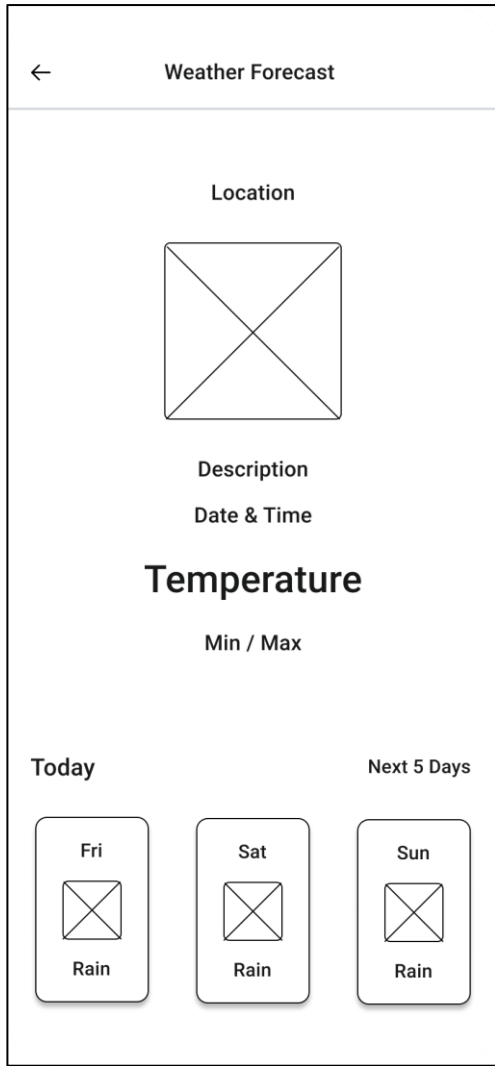 Weather Forecast
Location
Description
Date & Time
Temperature
Min / Max
Today
Next 5 Days
Fri
Rain
Sat
Rain
Sun
Rain